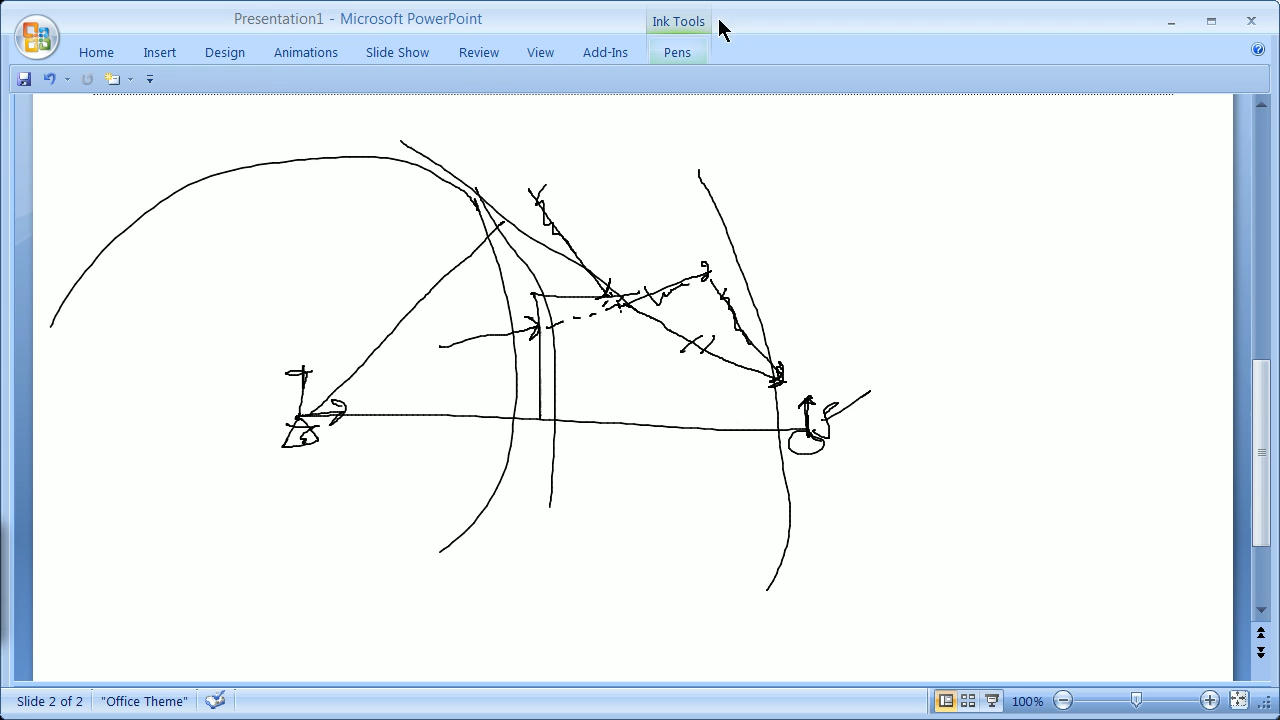 Presentation1 - Microsoft PowerPoint
Ink Tools
Home Insert Design Animations Slide Show Review View Add-Ins Pens
Slide 2 of 2 "Office Theme" 100%